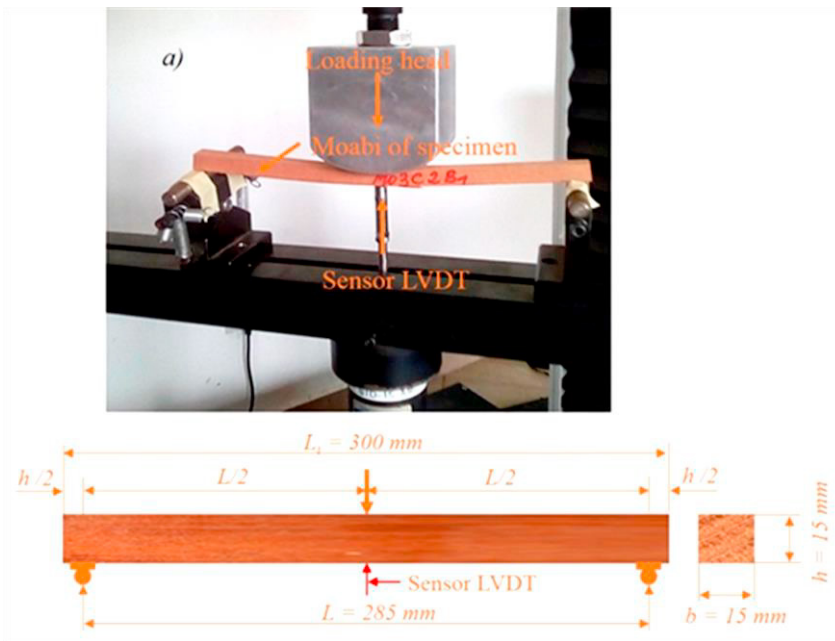 a)
Loading head
Moabi of specimen
M03C2B1
Sensor LVDT
L₁ = 300 mm
h /2
L/2
L/2
h /2
Sensor LVDT
L = 285 mm
b = 15 mm
h = 15 mm